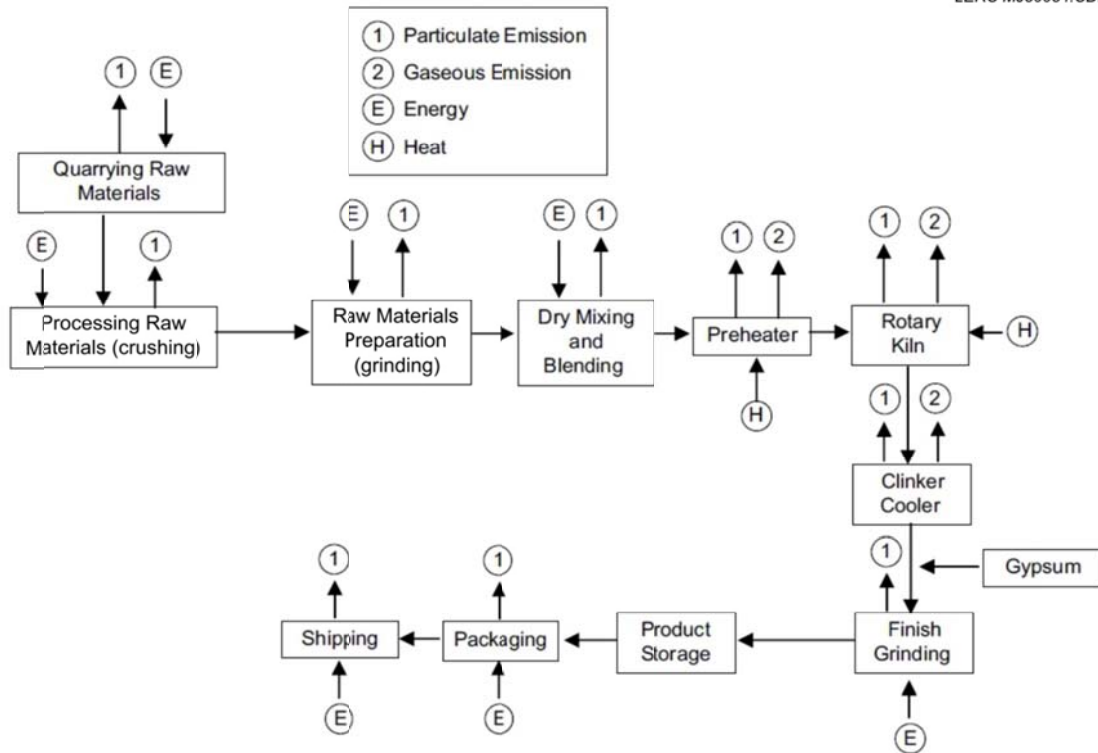 1 Particulate Emission
2 Gaseous Emission
E Energy
H Heat
1 E
Quarrying Raw
Materials
E 1
Processing Raw
Materials (crushing)
E 1
Raw Materials
Preparation
(grinding)
E 1
Dry Mixing
and
Blending
1 2
Preheater
H
1 2
Rotary
Kiln
H
1 2
Clinker
Cooler
Gypsum
1
Finish
Grinding
E
Product
Storage
1
Packaging
E
1
Shipping
E